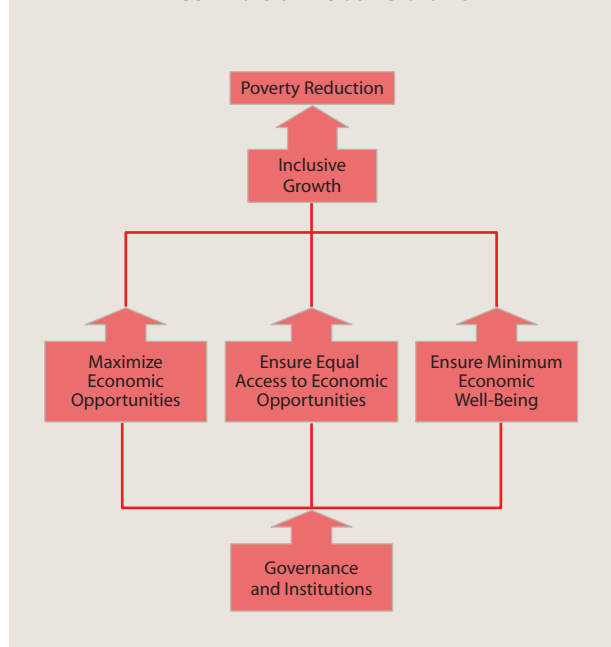 Poverty Reduction
Inclusive
Growth
Maximize
Economic
Opportunities
Ensure Equal
Access to Economic
Opportunities
Ensure Minimum
Economic
Well-Being
Governance
and Institutions